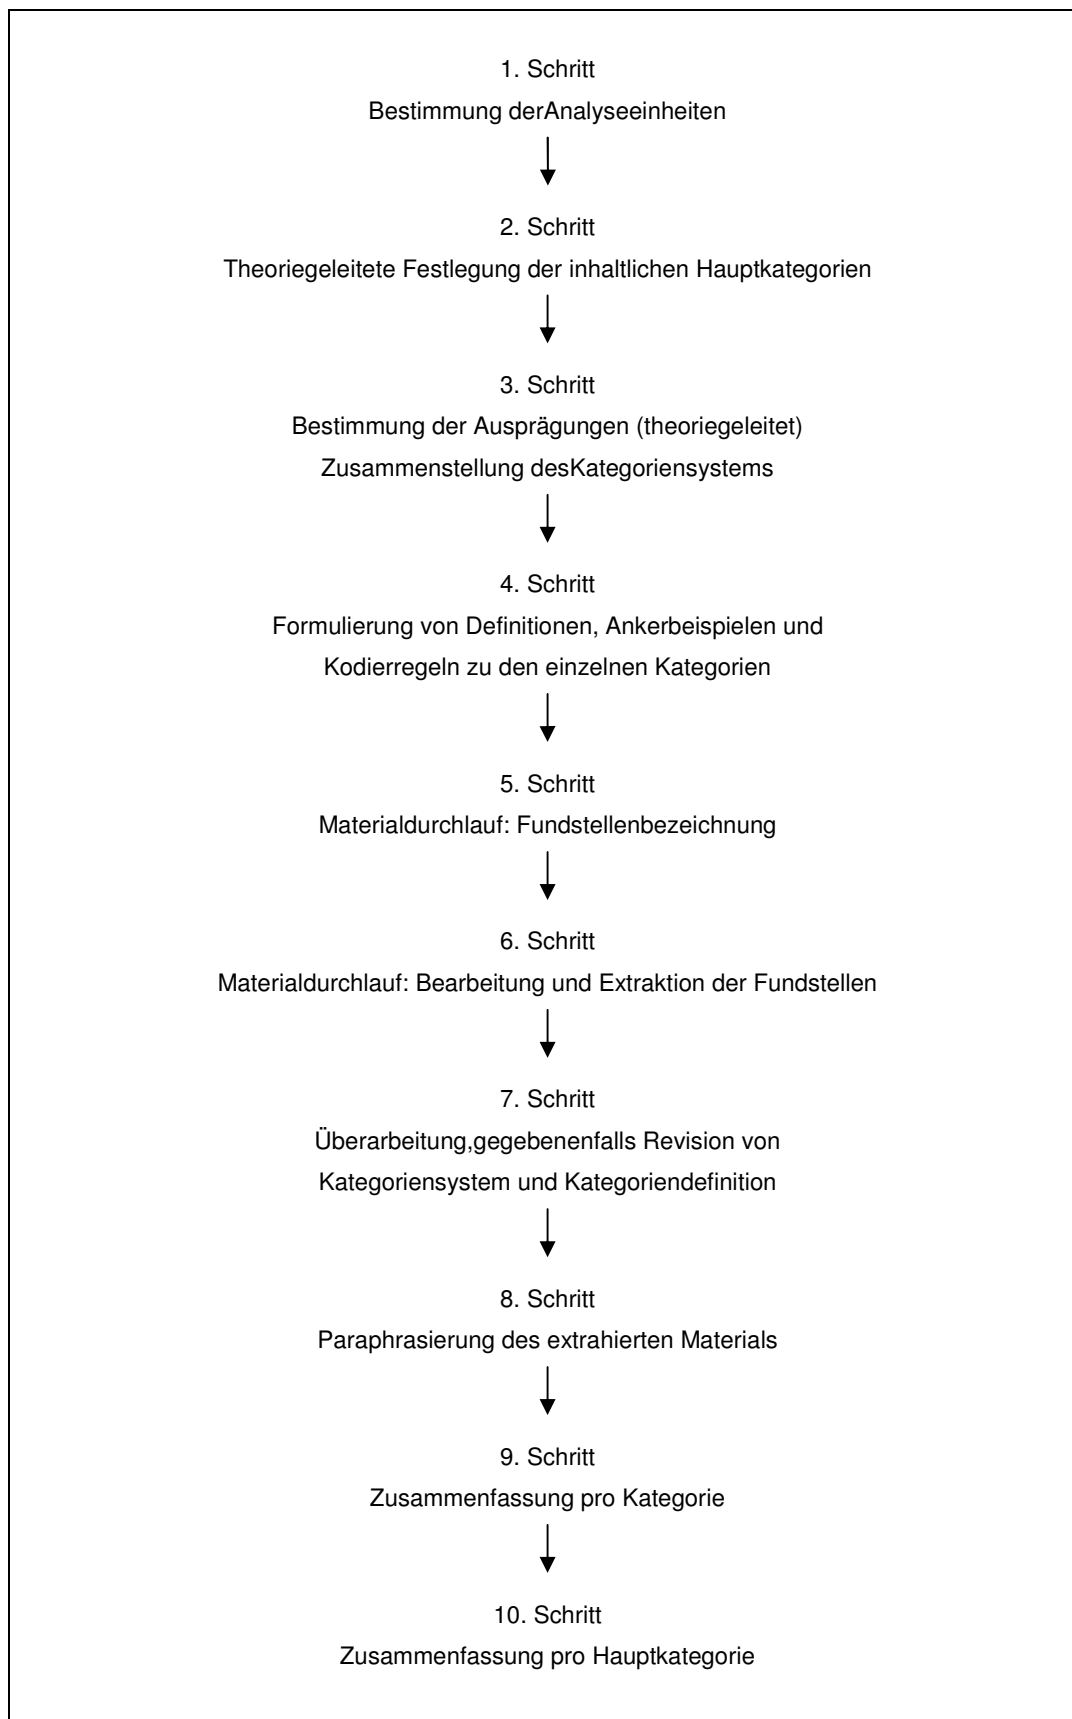 1. Schritt
Bestimmung derAnalyseeinheiten
2. Schritt
Theoriegeleitete Festlegung der inhaltlichen Hauptkategorien
3. Schritt
Bestimmung der Ausprägungen (theoriegeleitet)
Zusammenstellung desKategoriensystems
4. Schritt
Formulierung von Definitionen, Ankerbeispielen und
Kodierregeln zu den einzelnen Kategorien
5. Schritt
Materialdurchlauf: Fundstellenbezeichnung
6. Schritt
Materialdurchlauf: Bearbeitung und Extraktion der Fundstellen
7. Schritt
Überarbeitung,gegebenenfalls Revision von
Kategoriensystem und Kategoriendefinition
8. Schritt
Paraphrasierung des extrahierten Materials
9. Schritt
Zusammenfassung pro Kategorie
10. Schritt
Zusammenfassung pro Hauptkategorie